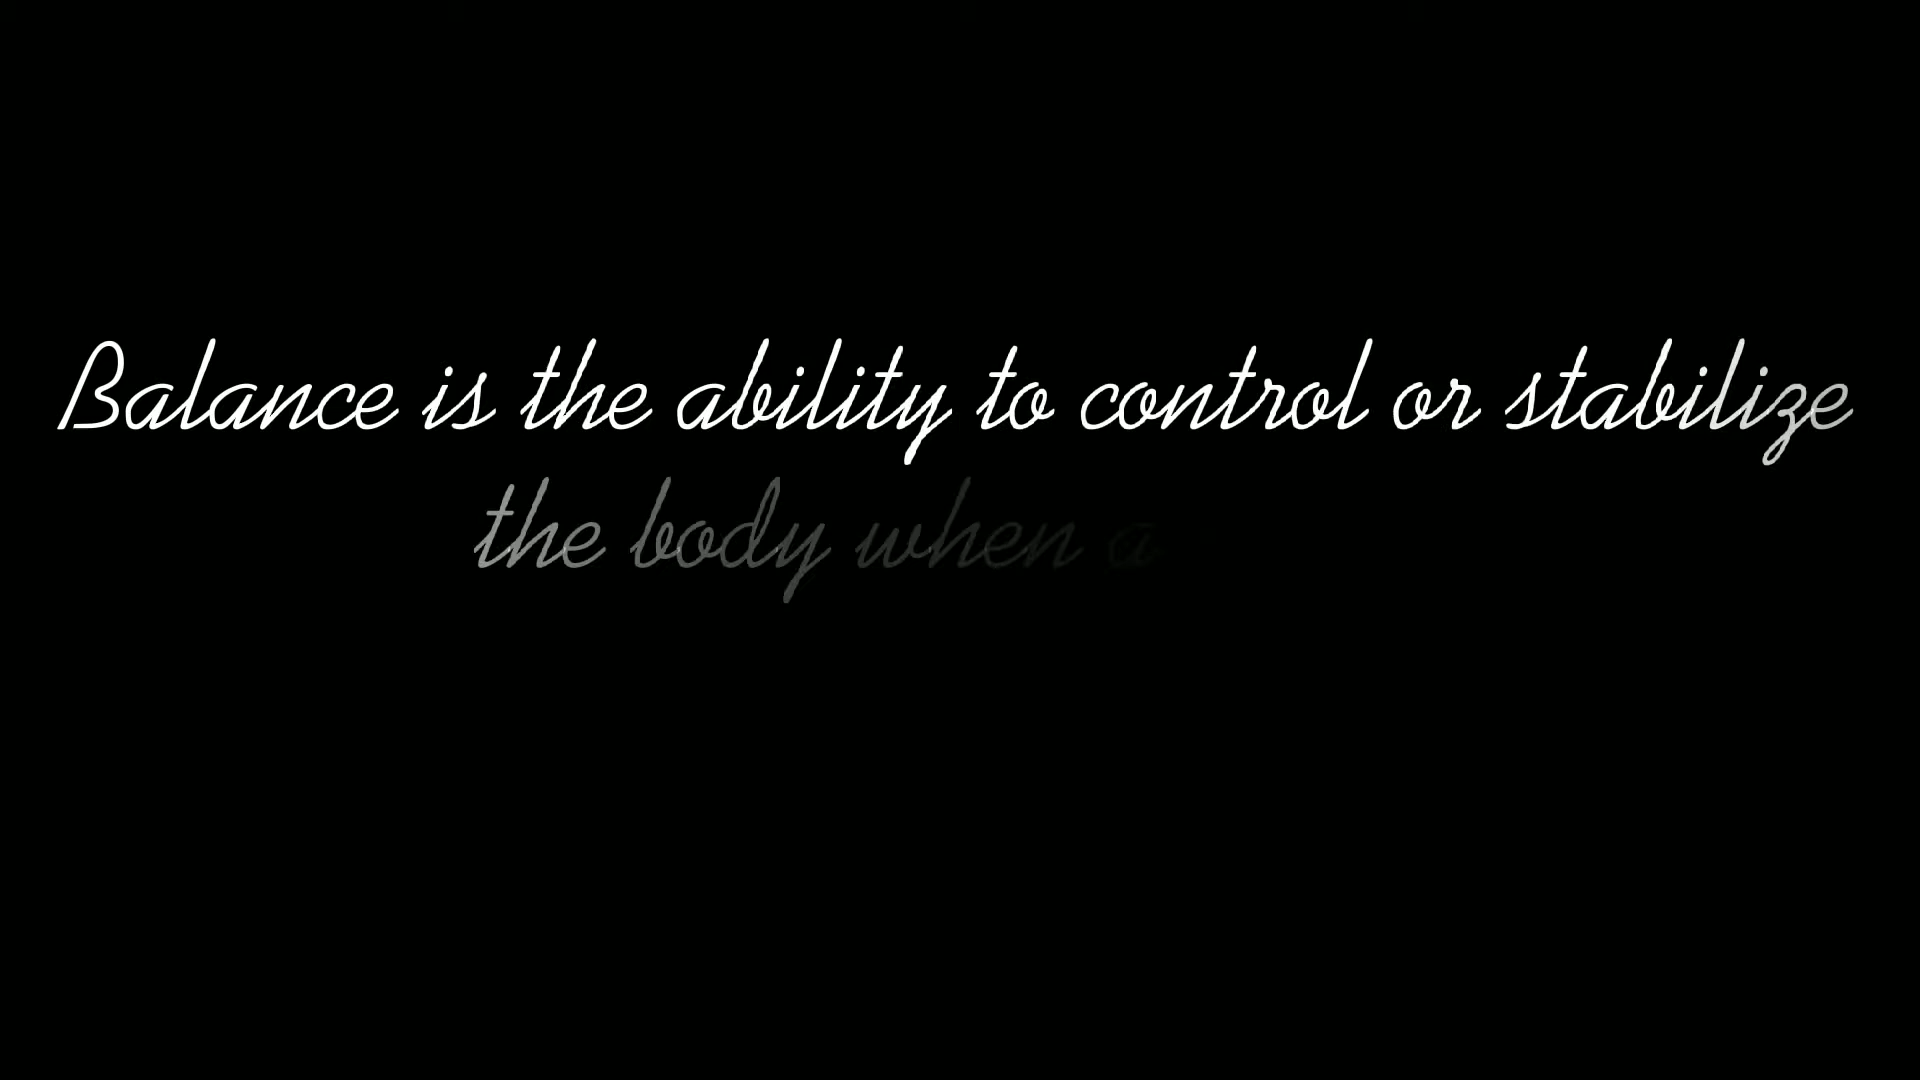 Balance is the ability to control or stabilize
the body when a